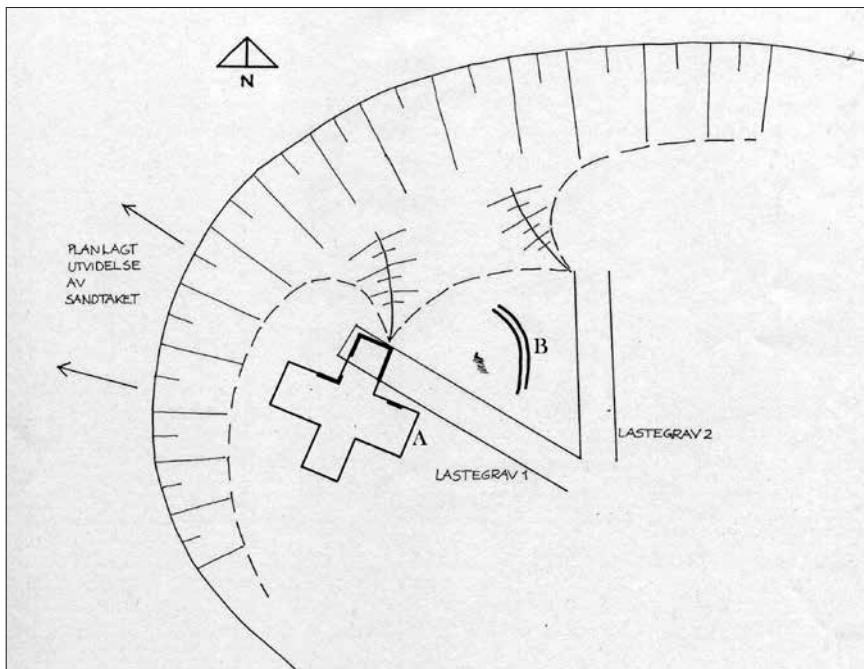 N
PLANLAGT
UTVIDELSE
AV
SANDTAKET
B
A
LASTEGRAV 2
LASTEGRAV 1